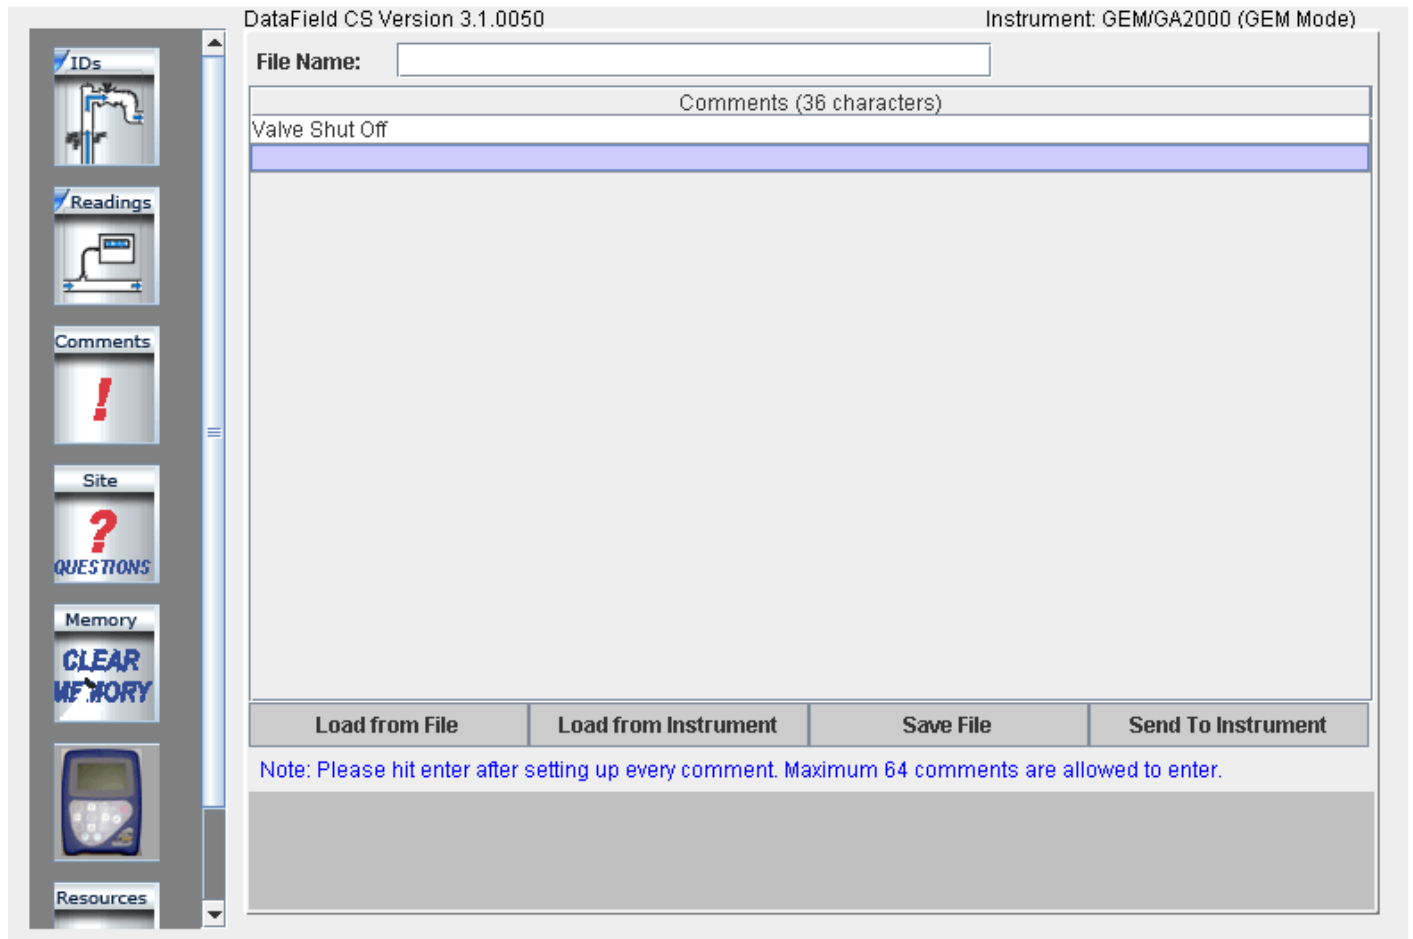 DataField CS Version 3.1.0050
Instrument: GEM/GA2000 (GEM Mode)
IDs
Readings
Comments
!
Site
?
QUESTIONS
Memory
CLEAR
MEMORY
Resources
File Name:
Comments (36 characters)
Valve Shut Off
Load from File
Load from Instrument
Save File
Send To Instrument
Note: Please hit enter after setting up every comment. Maximum 64 comments are allowed to enter.